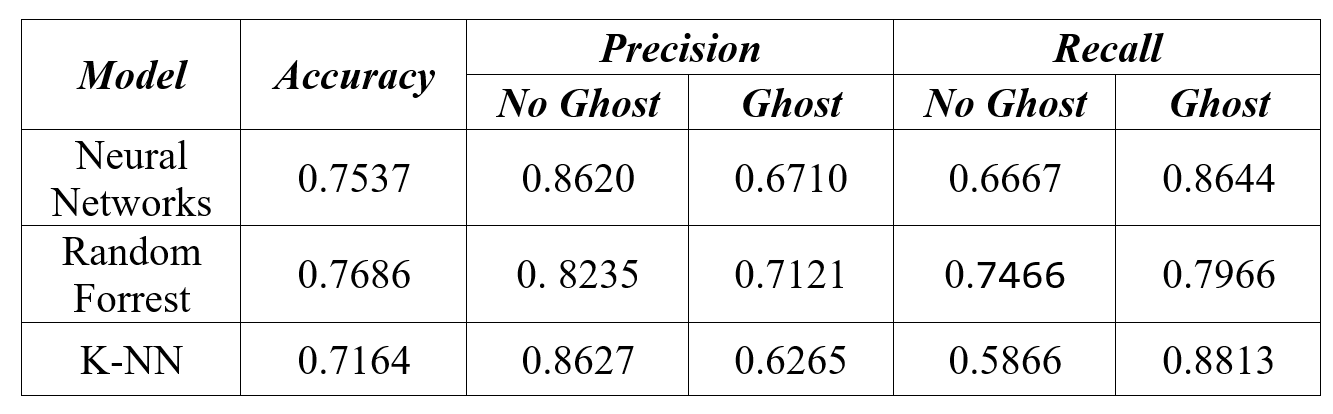 Model Accuracy Precision Recall
No Ghost Ghost No Ghost Ghost
Neural
Networks 0.7537 0.8620 0.6710 0.6667 0.8644
Random
Forrest 0.7686 0. 8235 0.7121 0.7466 0.7966
K-NN 0.7164 0.8627 0.6265 0.5866 0.8813